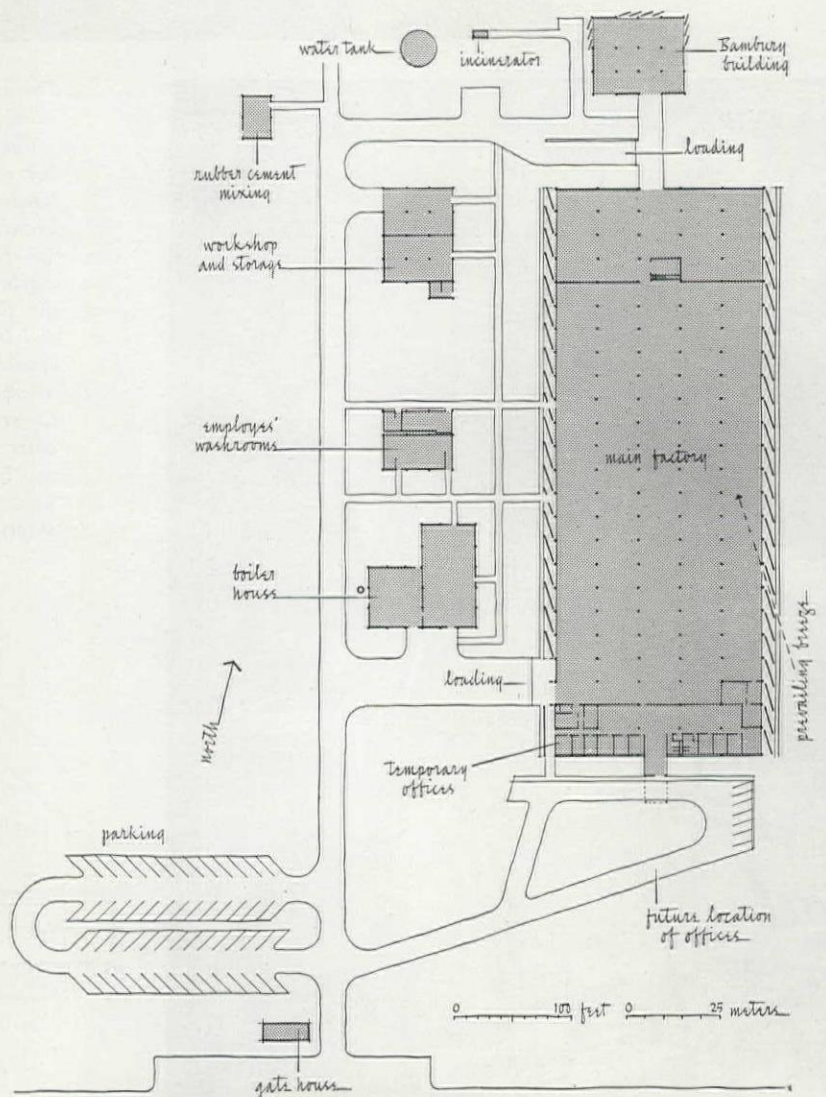 water tank
incinerator
Bambury
building
rubber cement
mixing
loading
workshop
and storage
employes'
washrooms
main factory
boiler
house
prevailing breeze
loading
north
temporary
offices
parking
future location
of offices
0 100 feet 0 25 meters
gate house